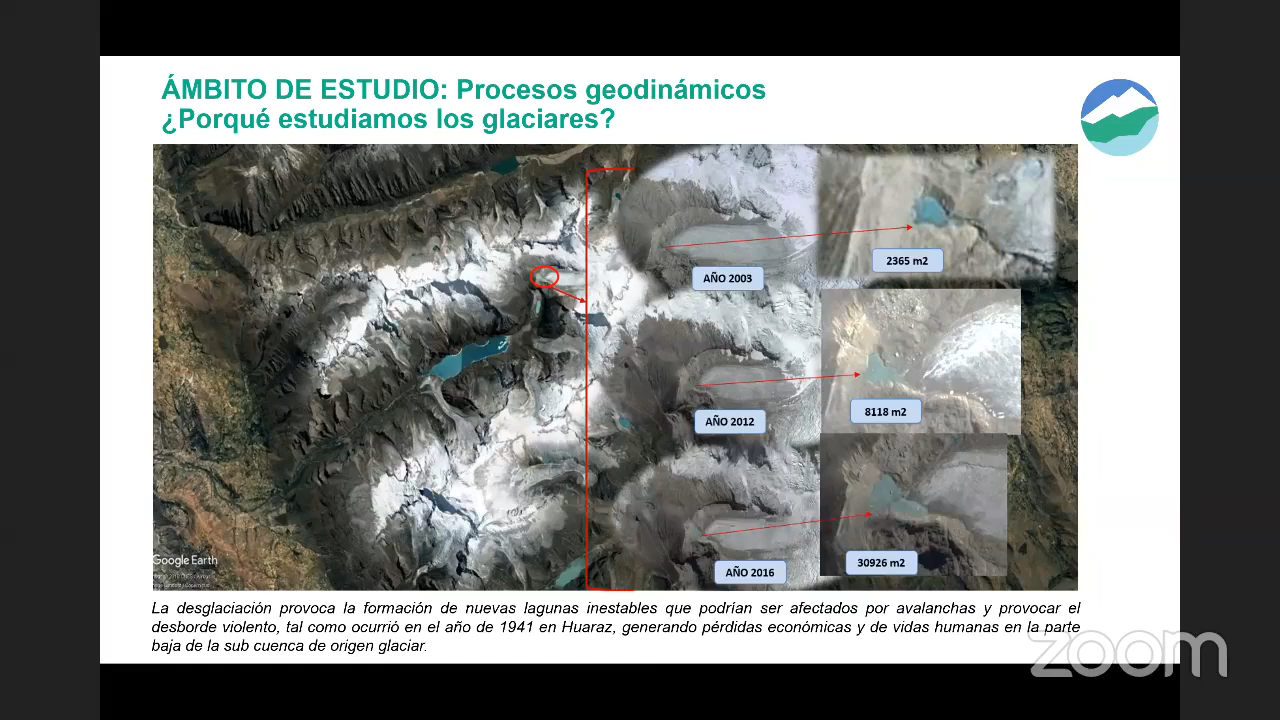 ÁMBITO DE ESTUDIO: Procesos geodinámicos
¿Porqué estudiamos los glaciares?
2365 m2
AÑO 2003
8118 m2
AÑO 2012
30926 m2
AÑO 2016
Google Earth
La desglaciación provoca la formación de nuevas lagunas inestables que podrían ser afectados por avalanchas y provocar el
desborde violento, tal como ocurrió en el año de 1941 en Huaraz, generando pérdidas económicas y de vidas humanas en la parte
baja de la sub cuenca de origen glaciar.
zoom